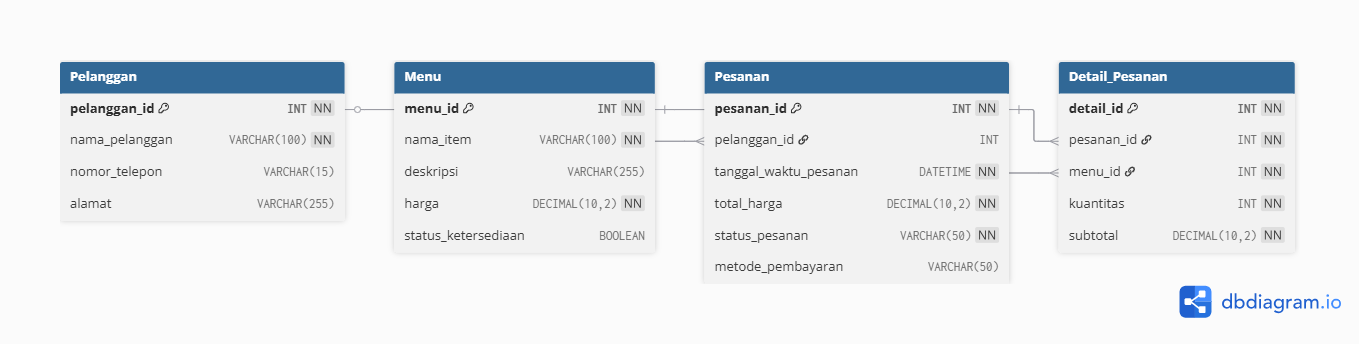 Pelanggan
pelanggan_id INT NN
nama_pelanggan VARCHAR(100) NN
nomor_telepon VARCHAR(15)
alamat VARCHAR(255)
Menu
menu_id INT NN
nama_item VARCHAR(100) NN
deskripsi VARCHAR(255)
harga DECIMAL(10,2) NN
status_ketersediaan BOOLEAN
Pesanan
pesanan_id INT NN
pelanggan_id INT
tanggal_waktu_pesanan DATETIME NN
total_harga DECIMAL(10,2) NN
status_pesanan VARCHAR(50) NN
metode_pembayaran VARCHAR(50)
Detail_Pesanan
detail_id INT NN
pesanan_id INT NN
menu_id INT NN
kuantitas INT NN
subtotal DECIMAL(10,2) NN
dbdiagram.io